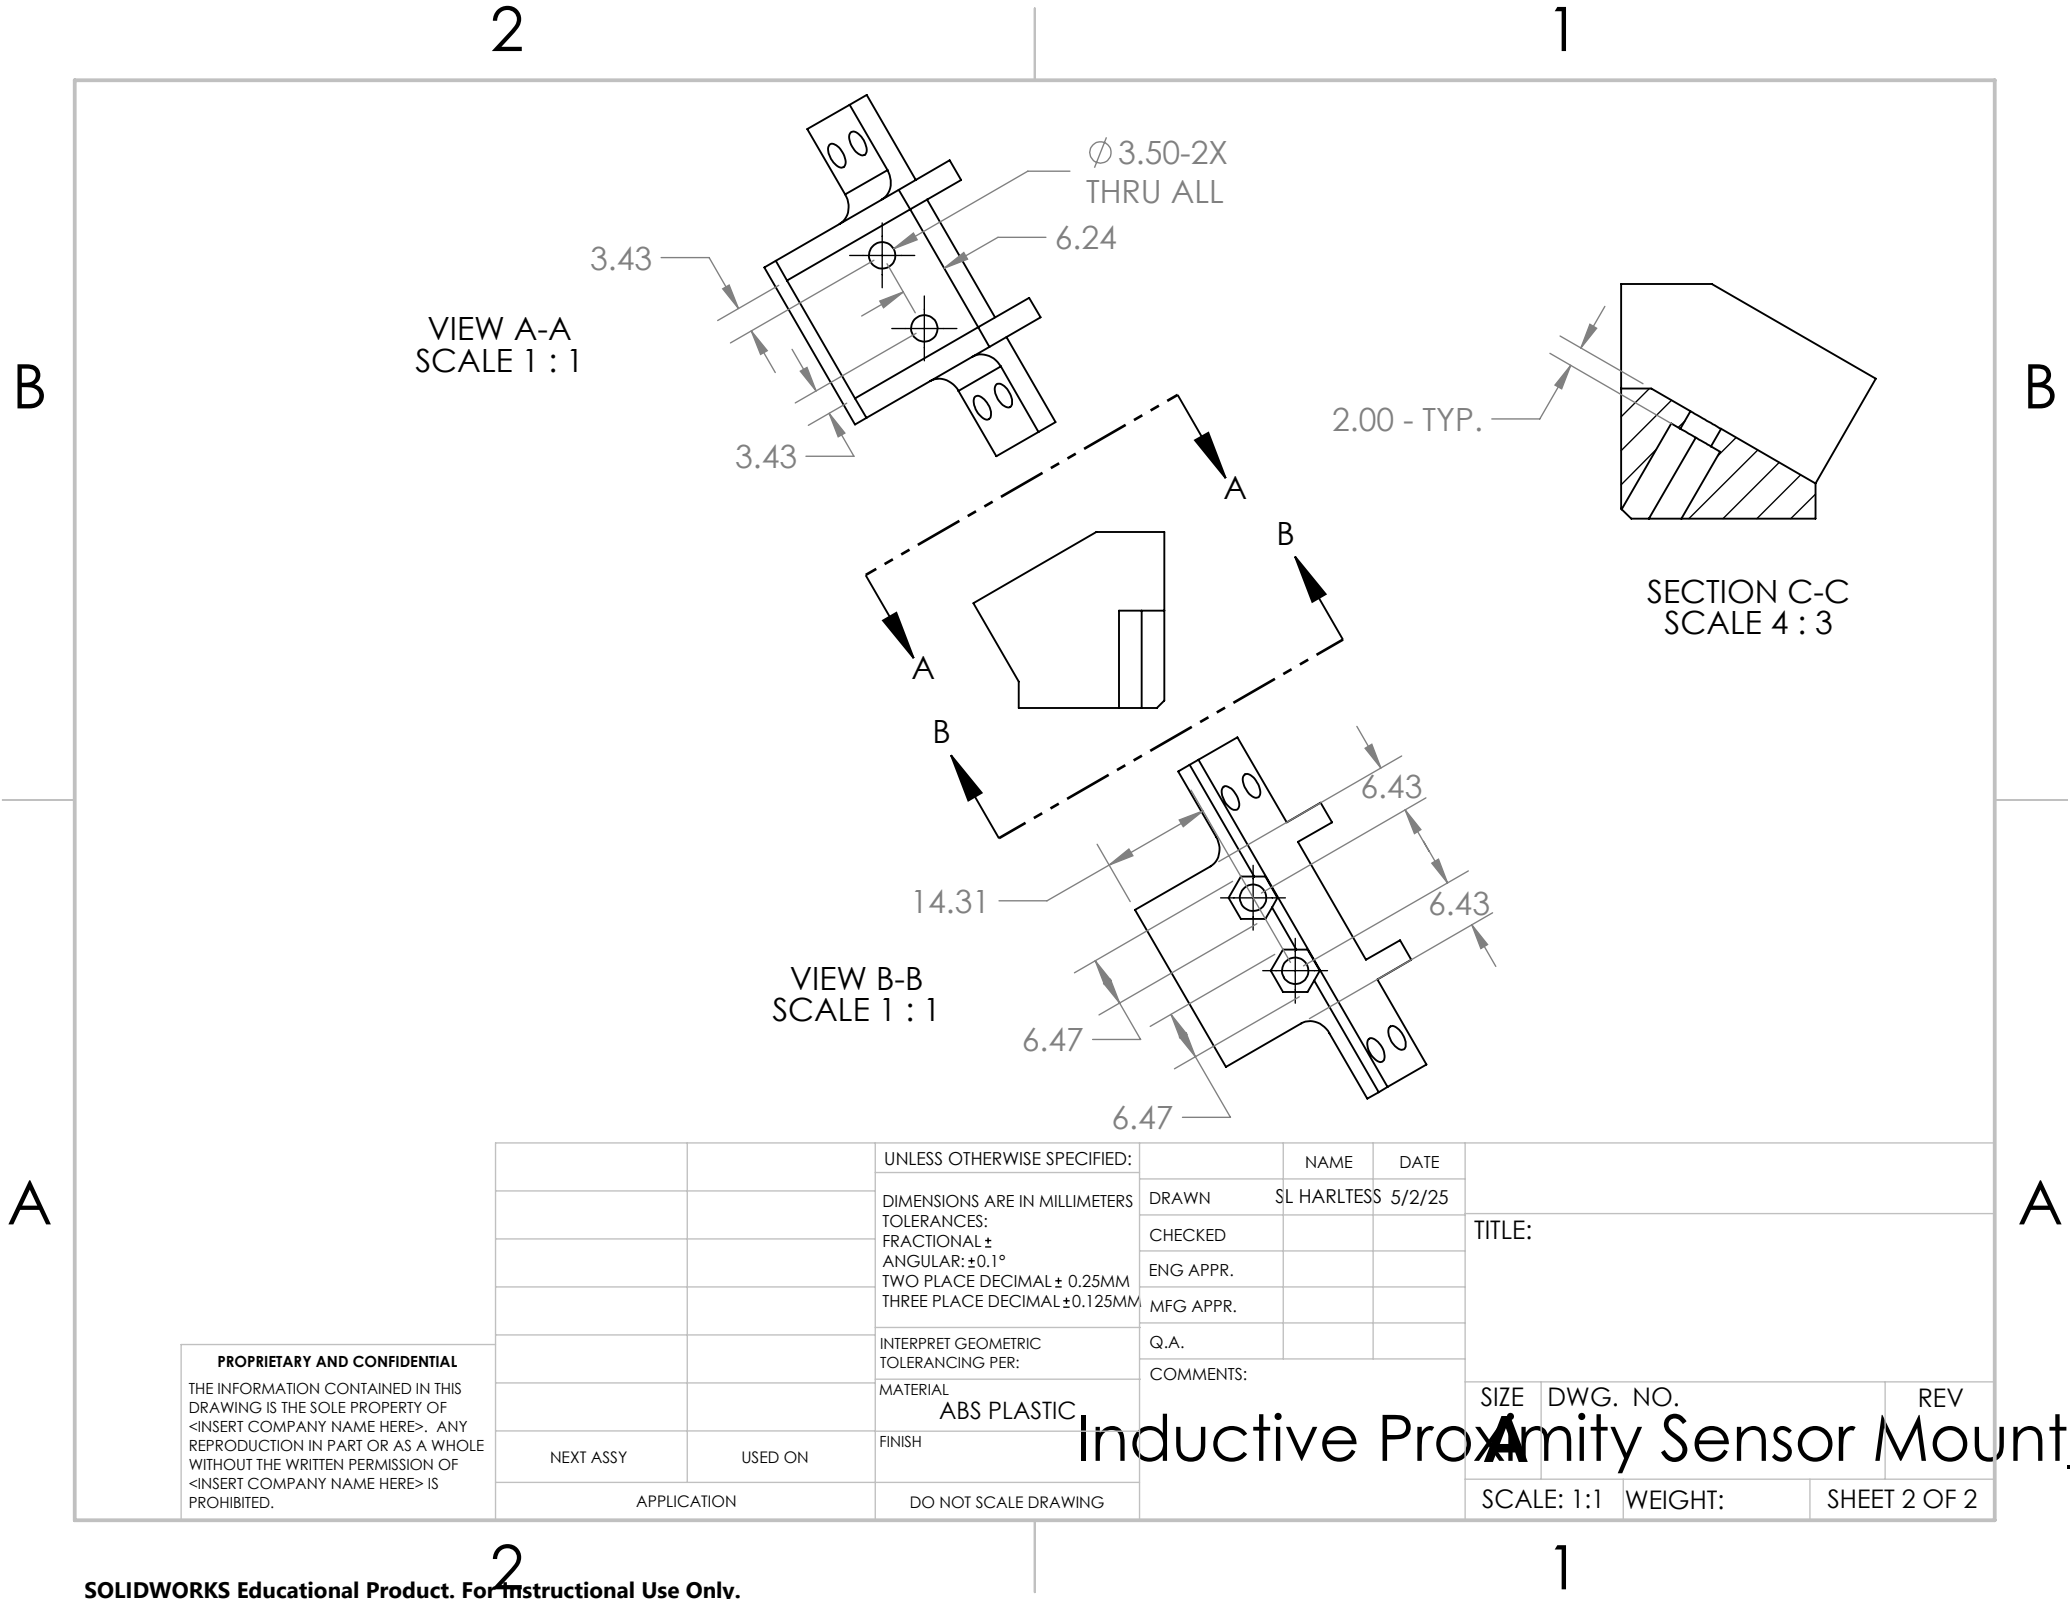 2
1
B
B
A
A
∅3.50-2X
THRU ALL
6.24
3.43
3.43
VIEW A-A
SCALE 1 : 1
2.00 - TYP.
SECTION C-C
SCALE 4 : 3
A
B
A
B
6.43
6.43
14.31
6.47
6.47
VIEW B-B
SCALE 1 : 1
UNLESS OTHERWISE SPECIFIED:
DIMENSIONS ARE IN MILLIMETERS
TOLERANCES:
FRACTIONAL ±
ANGULAR: ±0.1°
TWO PLACE DECIMAL ± 0.25MM
THREE PLACE DECIMAL ±0.125MM
INTERPRET GEOMETRIC
TOLERANCING PER:
MATERIAL
ABS PLASTIC
FINISH
DO NOT SCALE DRAWING
NAME
DATE
DRAWN
SL HARLTESS
5/2/25
CHECKED
ENG APPR.
MFG APPR.
Q.A.
COMMENTS:
TITLE:
SIZE
DWG. NO.
REV
A
Inductive Proximity Sensor Mount_
SCALE: 1:1
WEIGHT:
SHEET 2 OF 2
PROPRIETARY AND CONFIDENTIAL
THE INFORMATION CONTAINED IN THIS
DRAWING IS THE SOLE PROPERTY OF
<INSERT COMPANY NAME HERE>. ANY
REPRODUCTION IN PART OR AS A WHOLE
WITHOUT THE WRITTEN PERMISSION OF
<INSERT COMPANY NAME HERE> IS
PROHIBITED.
NEXT ASSY
USED ON
APPLICATION
2
1
SOLIDWORKS Educational Product. For Instructional Use Only.